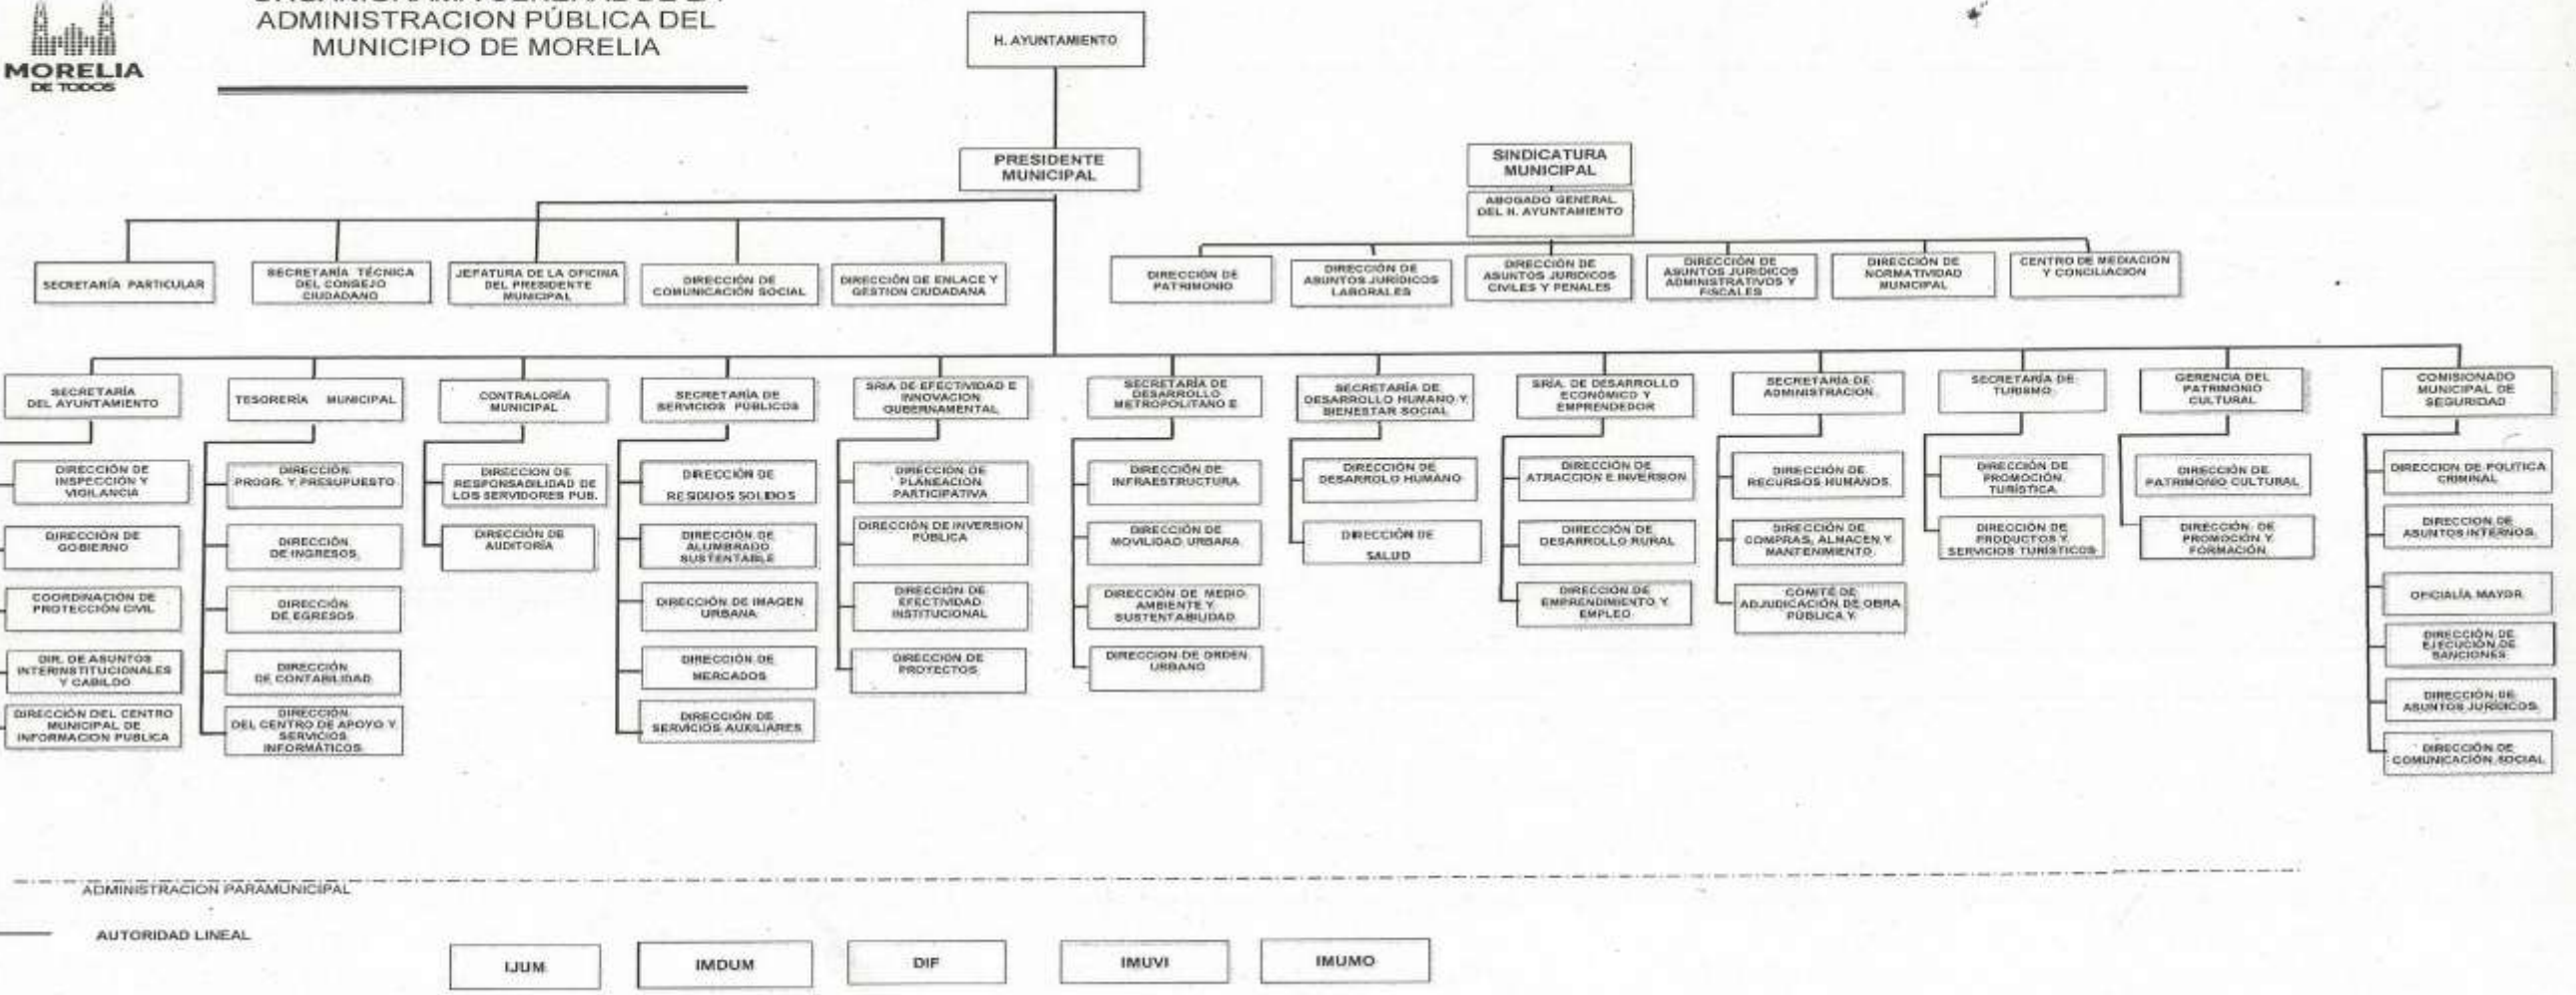 MORELIA
DE TODOS
ADMINISTRACION PÚBLICA DEL
MUNICIPIO DE MORELIA
H. AYUNTAMIENTO
PRESIDENTE
MUNICIPAL
SINDICATURA
MUNICIPAL
ABOGADO GENERAL
DEL H. AYUNTAMIENTO
SECRETARÍA PARTICULAR
SECRETARÍA TÉCNICA
DEL CONSEJO
CIUDADANO
JEFATURA DE LA OFICINA
DEL PRESIDENTE
MUNICIPAL
DIRECCIÓN DE
COMUNICACIÓN SOCIAL
DIRECCIÓN DE ENLACE Y
GESTION CIUDADANA
DIRECCIÓN DE
PATRIMONIO
DIRECCIÓN DE
ASUNTOS JURÍDICOS
LABORALES
DIRECCIÓN DE
ASUNTOS JURIDICOS
CIVILES Y PENALES
DIRECCIÓN DE
ASUNTOS JURIDICOS
ADMINISTRATIVOS Y
FISCALES
DIRECCIÓN DE
NORMATIVIDAD
MUNICIPAL
CENTRO DE MEDIACION
Y CONCILIACION
SECRETARÍA
DEL AYUNTAMIENTO
DIRECCIÓN DE
INSPECCIÓN Y
VIGILANCIA
DIRECCIÓN DE
GOBIERNO
COORDINACIÓN DE
PROTECCIÓN CIVIL
DIR. DE ASUNTOS
INTERINSTITUCIONALES
Y CABILDO
DIRECCIÓN DEL CENTRO
MUNICIPAL DE
INFORMACION PUBLICA
TESORERÍA MUNICIPAL
DIRECCIÓN
PROGR. Y PRESUPUESTO
DIRECCIÓN
DE INGRESOS
DIRECCIÓN
DE EGRESOS
DIRECCIÓN
DE CONTABILIDAD
DIRECCIÓN
DEL CENTRO DE APOYO Y
SERVICIOS
INFORMÁTICOS
CONTRALORÍA
MUNICIPAL
DIRECCION DE
RESPONSABILIDAD DE
LOS SERVIDORES PUB.
DIRECCIÓN DE
AUDITORÍA
SECRETARÍA DE
SERVICIOS PÚBLICOS
DIRECCIÓN DE
RESIDUOS SOLIDOS
DIRECCIÓN DE
ALUMBRADO
SUSTENTABLE
DIRECCIÓN DE IMAGEN
URBANA
DIRECCIÓN DE
MERCADOS
DIRECCIÓN DE
SERVICIOS AUXILIARES
SRIA DE EFECTIVIDAD E
INNOVACION
GUBERNAMENTAL
DIRECCIÓN DE
PLANEACIÓN
PARTICIPATIVA
DIRECCIÓN DE INVERSION
PÚBLICA
DIRECCIÓN DE
EFECTIVIDAD
INSTITUCIONAL
DIRECCIÓN DE
PROYECTOS
SECRETARÍA DE
DESARROLLO
METROPOLITANO E
DIRECCIÓN DE
INFRAESTRUCTURA
DIRECCIÓN DE
MOVILIDAD URBANA
DIRECCIÓN DE MEDIO
AMBIENTE Y
SUSTENTABILIDAD
DIRECCION DE ORDEN
URBANO
SECRETARÍA DE
DESARROLLO HUMANO Y
BIENESTAR SOCIAL
DIRECCIÓN DE
DESARROLO HUMANO
DIRECCIÓN DE
SALUD
SRÍA. DE DESARROLLO
ECONÓMICO Y
EMPRENDEDOR
DIRECCIÓN DE
ATRACCION E INVERSION
DIRECCIÓN DE
DESARROLLO RURAL
DIRECCIÓN DE
EMPRENDIMIENTO Y
EMPLEO
SECRETARÍA DE
ADMINISTRACION
DIRECCIÓN DE
RECURSOS HUMANOS
DIRECCIÓN DE
COMPRAS, ALMACEN Y
MANTENIMIENTO
COMITÉ DE
ADJUDICACIÓN DE OBRA
PÚBLICA Y
SECRETARÍA DE
TURISMO
DIRECCIÓN DE
PROMOCIÓN
TURÍSTICA
DIRECCIÓN DE
PRODUCTOS Y
SERVICIOS TURÍSTICOS
GERENCIA DEL
PATRIMONIO
CULTURAL
DIRECCIÓN DE
PATRIMONIO CULTURAL
DIRECCIÓN DE
PROMOCIÓN Y
FORMACIÓN
COMISIONADO
MUNICIPAL DE
SEGURIDAD
DIRECCION DE POLITICA
CRIMINAL
DIRECCION DE
ASUNTOS INTERNOS
OFICIALÍA MAYOR
DIRECCIÓN DE
EJECUCIÓN DE
SANCIONES
DIRECCIÓN DE
ASUNTOS JURÍDICOS
DIRECCIÓN DE
COMUNICACIÓN SOCIAL
ADMINISTRACION PARAMUNICIPAL
AUTORIDAD LINEAL
IJUM
IMDUM
DIF
IMUVI
IMUMO